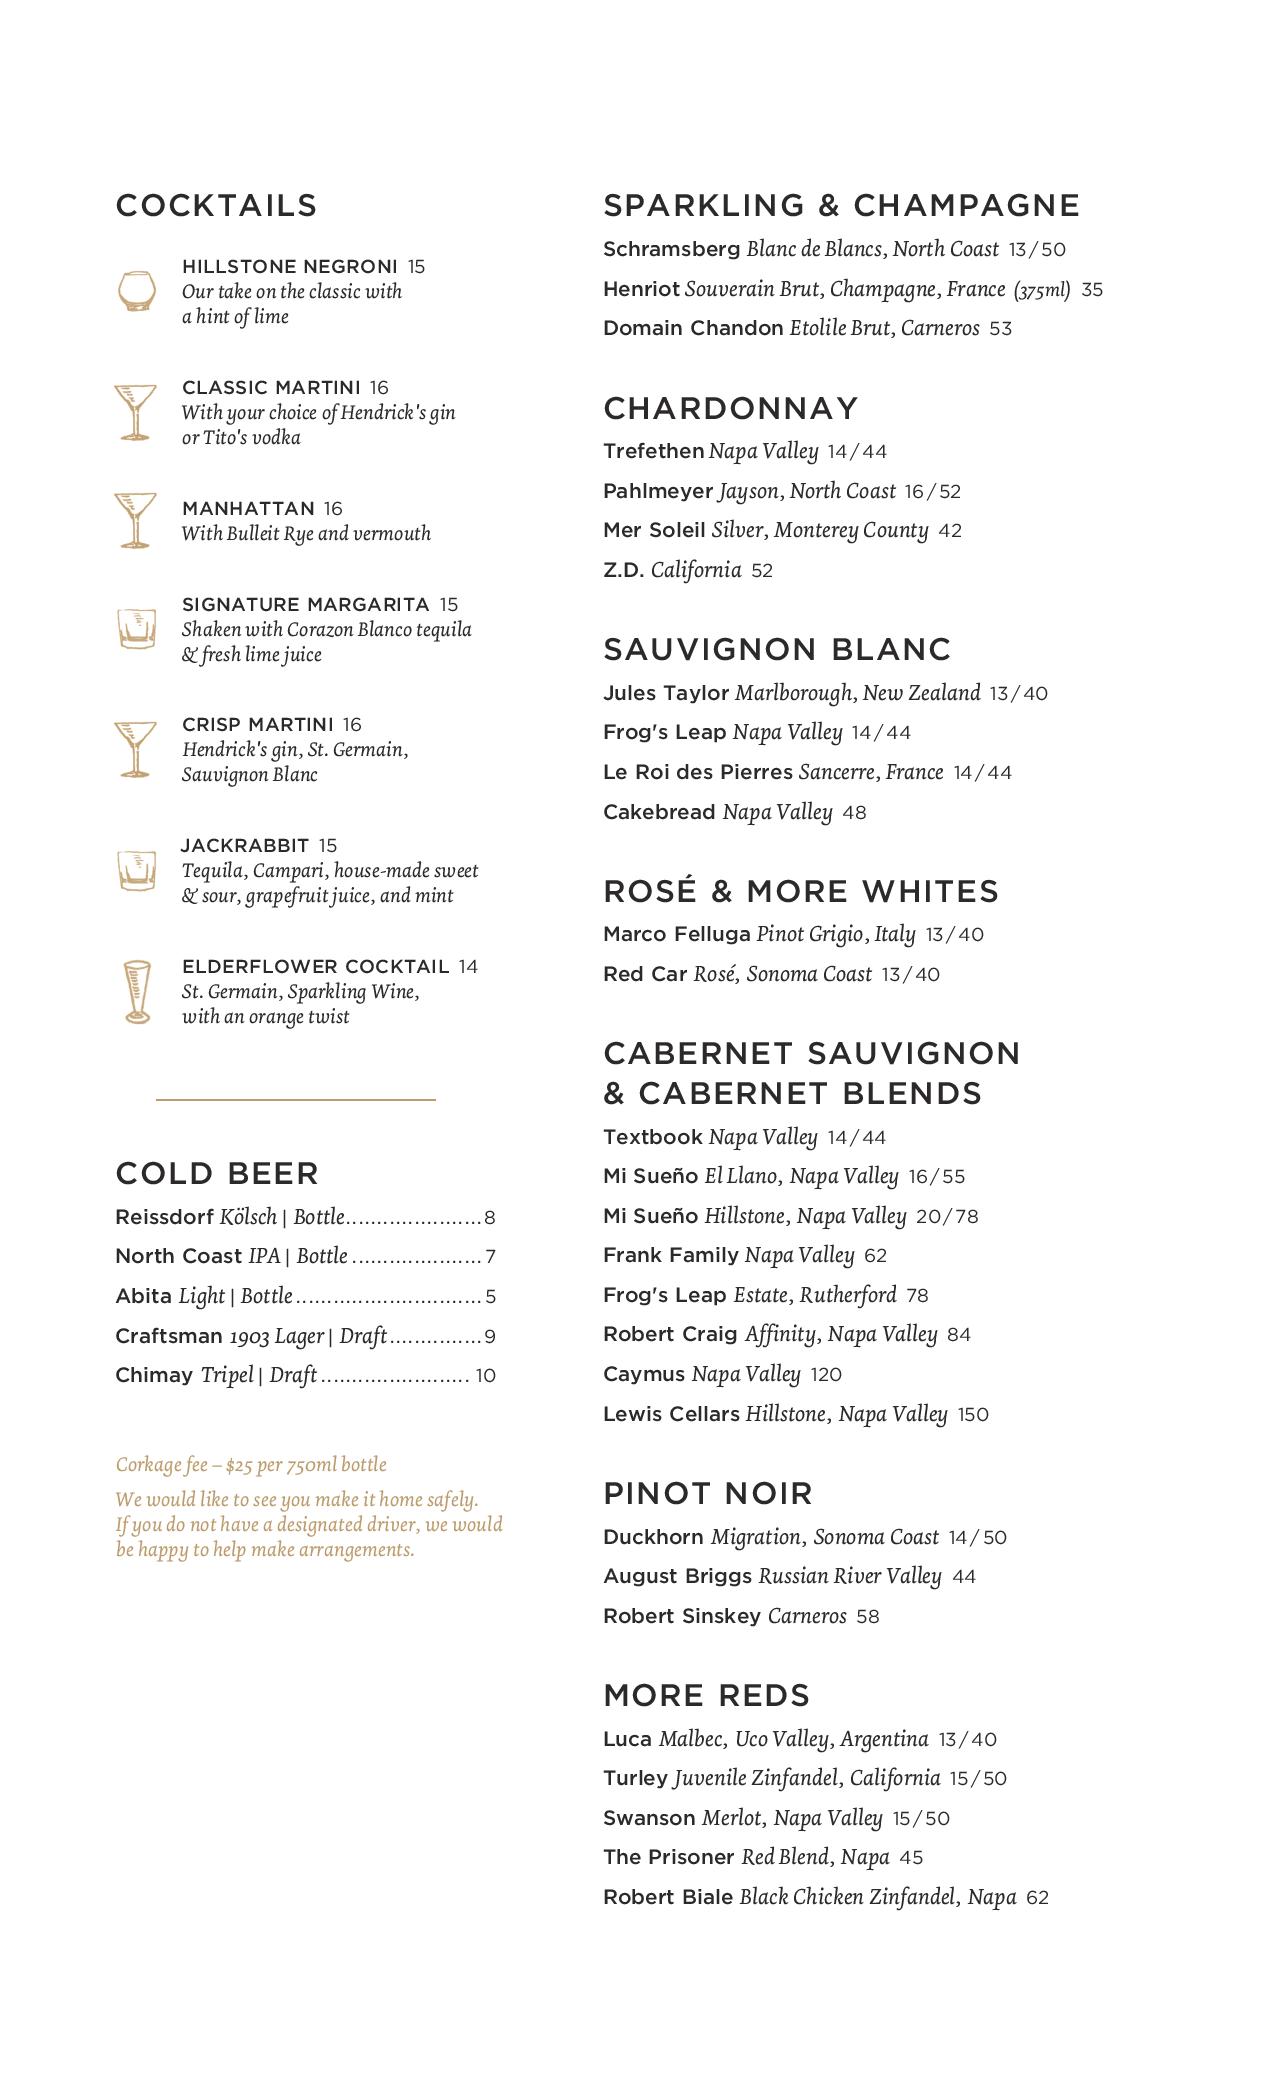 COCKTAILS
HILLSTONE NEGRONI 15
Our take on the classic with
a hint of lime
CLASSIC MARTINI 16
With your choice of Hendrick's gin
or Tito's vodka
MANHATTAN 16
With Bulleit Rye and vermouth
SIGNATURE MARGARITA 15
Shaken with Corazon Blanco tequila
& fresh lime juice
CRISP MARTINI 16
Hendrick's gin, St. Germain,
Sauvignon Blanc
JACKRABBIT 15
Tequila, Campari, house-made sweet
& sour, grapefruit juice, and mint
ELDERFLOWER COCKTAIL 14
St. Germain, Sparkling Wine,
with an orange twist
COLD BEER
Reissdorf Kölsch | Bottle......................8
North Coast IPA | Bottle .....................7
Abita Light | Bottle..............................5
Craftsman 1903 Lager | Draft...............9
Chimay Tripel | Draft ........................ 10
Corkage fee – $25 per 750ml bottle
We would like to see you make it home safely.
If you do not have a designated driver, we would
be happy to help make arrangements.
SPARKLING & CHAMPAGNE
Schramsberg Blanc de Blancs, North Coast 13/50
Henriot Souverain Brut, Champagne, France (375ml) 35
Domain Chandon Etolile Brut, Carneros 53
CHARDONNAY
Trefethen Napa Valley 14/44
Pahlmeyer Jayson, North Coast 16/52
Mer Soleil Silver, Monterey County 42
Z.D. California 52
SAUVIGNON BLANC
Jules Taylor Marlborough, New Zealand 13/40
Frog's Leap Napa Valley 14/44
Le Roi des Pierres Sancerre, France 14/44
Cakebread Napa Valley 48
ROSÉ & MORE WHITES
Marco Felluga Pinot Grigio, Italy 13/40
Red Car Rosé, Sonoma Coast 13/40
CABERNET SAUVIGNON
& CABERNET BLENDS
Textbook Napa Valley 14/44
Mi Sueño El Llano, Napa Valley 16/55
Mi Sueño Hillstone, Napa Valley 20/78
Frank Family Napa Valley 62
Frog's Leap Estate, Rutherford 78
Robert Craig Affinity, Napa Valley 84
Caymus Napa Valley 120
Lewis Cellars Hillstone, Napa Valley 150
PINOT NOIR
Duckhorn Migration, Sonoma Coast 14/50
August Briggs Russian River Valley 44
Robert Sinskey Carneros 58
MORE REDS
Luca Malbec, Uco Valley, Argentina 13/40
Turley Juvenile Zinfandel, California 15/50
Swanson Merlot, Napa Valley 15/50
The Prisoner Red Blend, Napa 45
Robert Biale Black Chicken Zinfandel, Napa 62